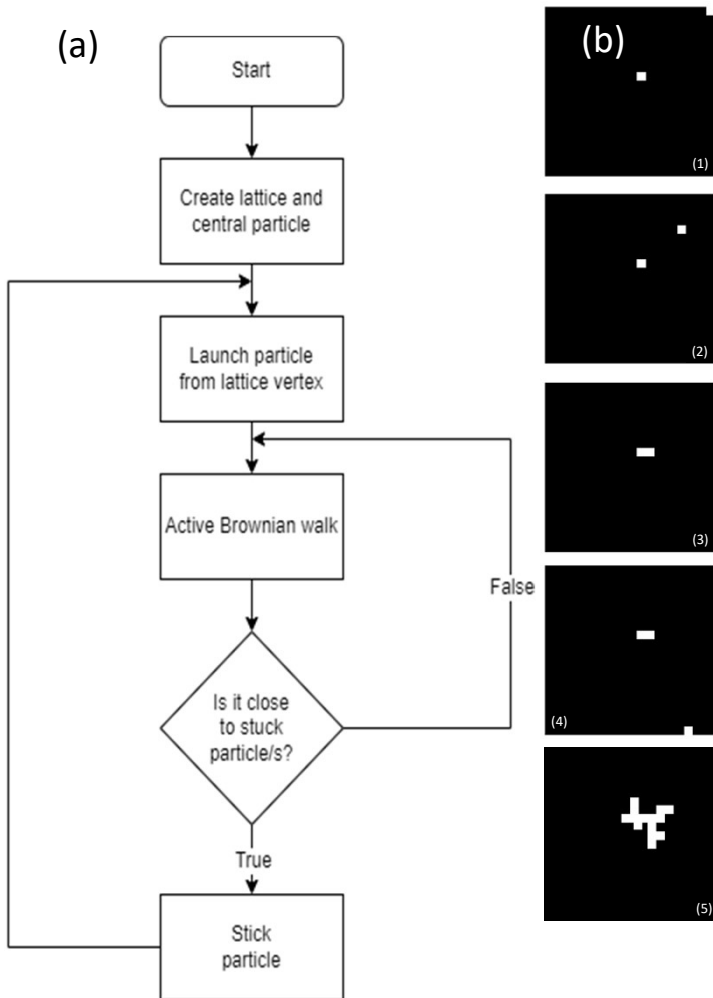 (a)
Start
Create lattice and
central particle
Launch particle
from lattice vertex
Active Brownian walk
False
Is it close
to stuck
particle/s?
True
Stick
particle
(b)
(1)
(2)
(3)
(4)
(5)